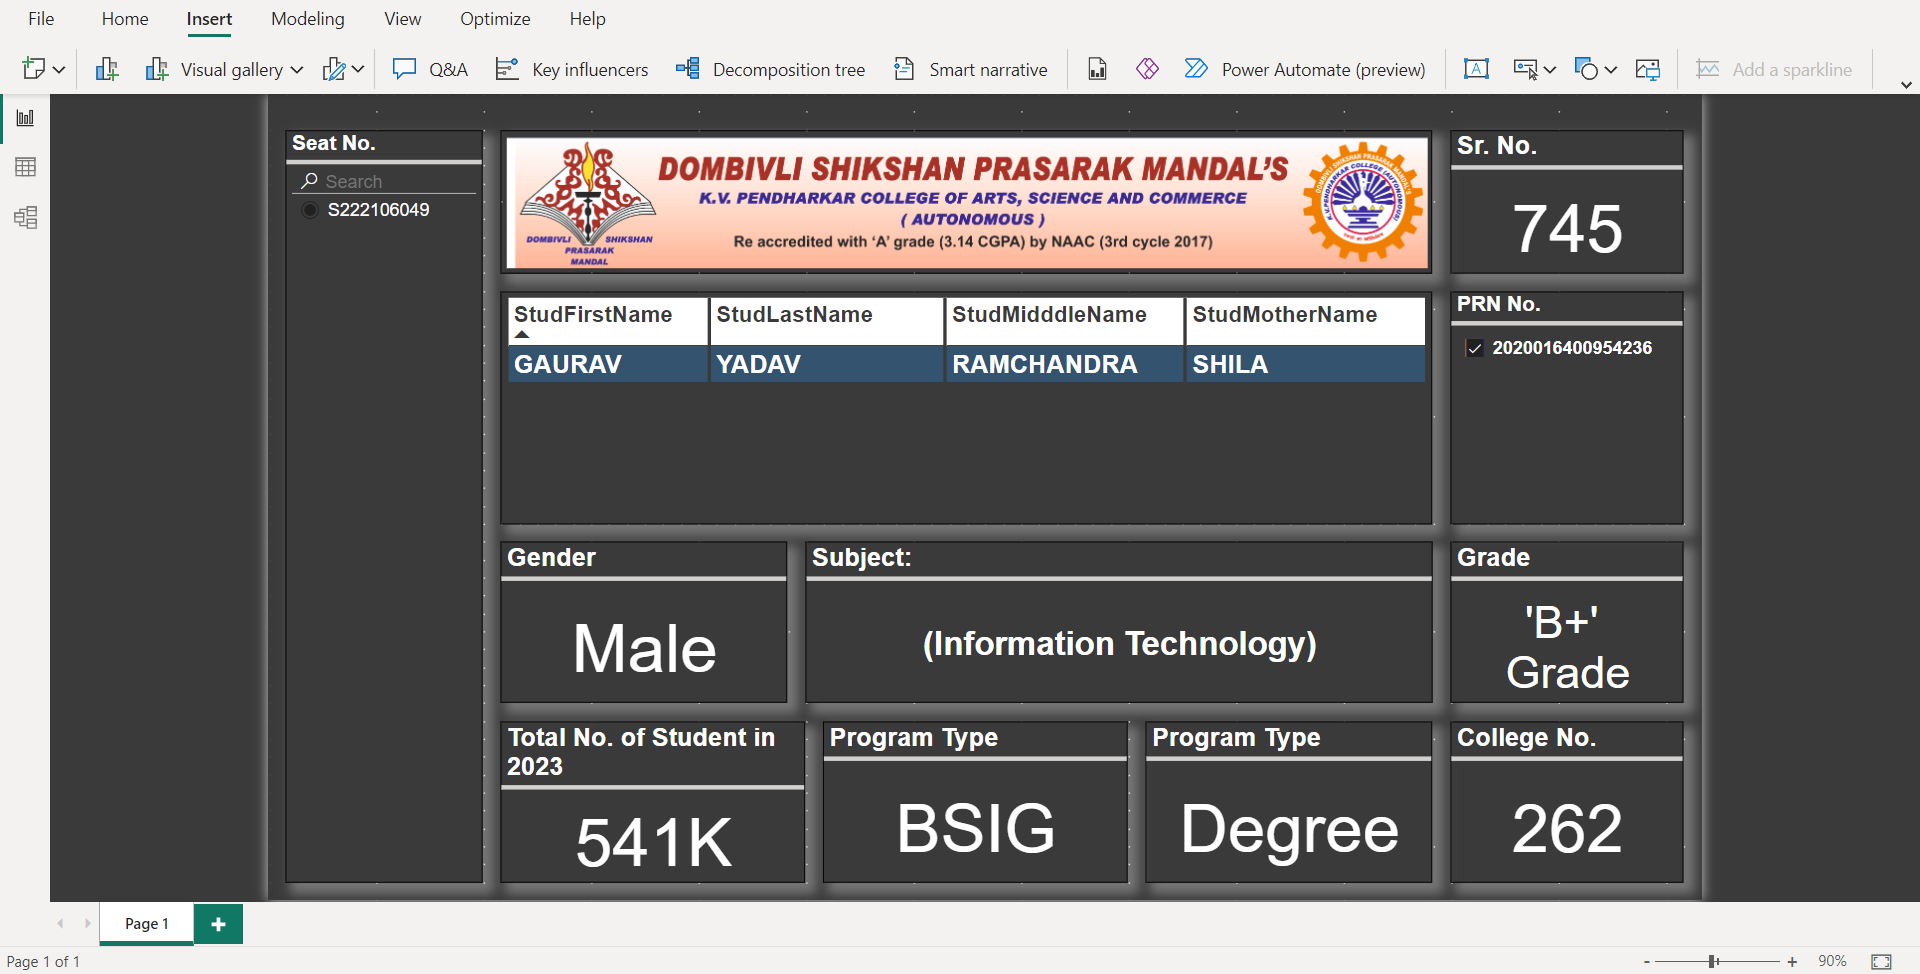 File Home Insert Modeling View Optimize Help
Visual gallery Q&A Key influencers Decomposition tree Smart narrative Power Automate (preview) Add a sparkline
Seat No.
Search
S222106049
DOMBIVLI SHIKSHAN PRASARAK MANDAL'S
K.V. PENDHARKAR COLLEGE OF ARTS, SCIENCE AND COMMERCE
( AUTONOMOUS )
Re accredited with 'A' grade (3.14 CGPA) by NAAC (3rd cycle 2017)
DOMBIVLI SHIKSHAN
PRASARAK
MANDAL
Sr. No.
745
StudFirstName StudLastName StudMidddleName StudMotherName
GAURAV YADAV RAMCHANDRA SHILA
PRN No.
2020016400954236
Gender
Male
Subject:
(Information Technology)
Grade
'B+'
Grade
Total No. of Student in
2023
541K
Program Type
BSIG
Program Type
Degree
College No.
262
Page 1
Page 1 of 1
90%